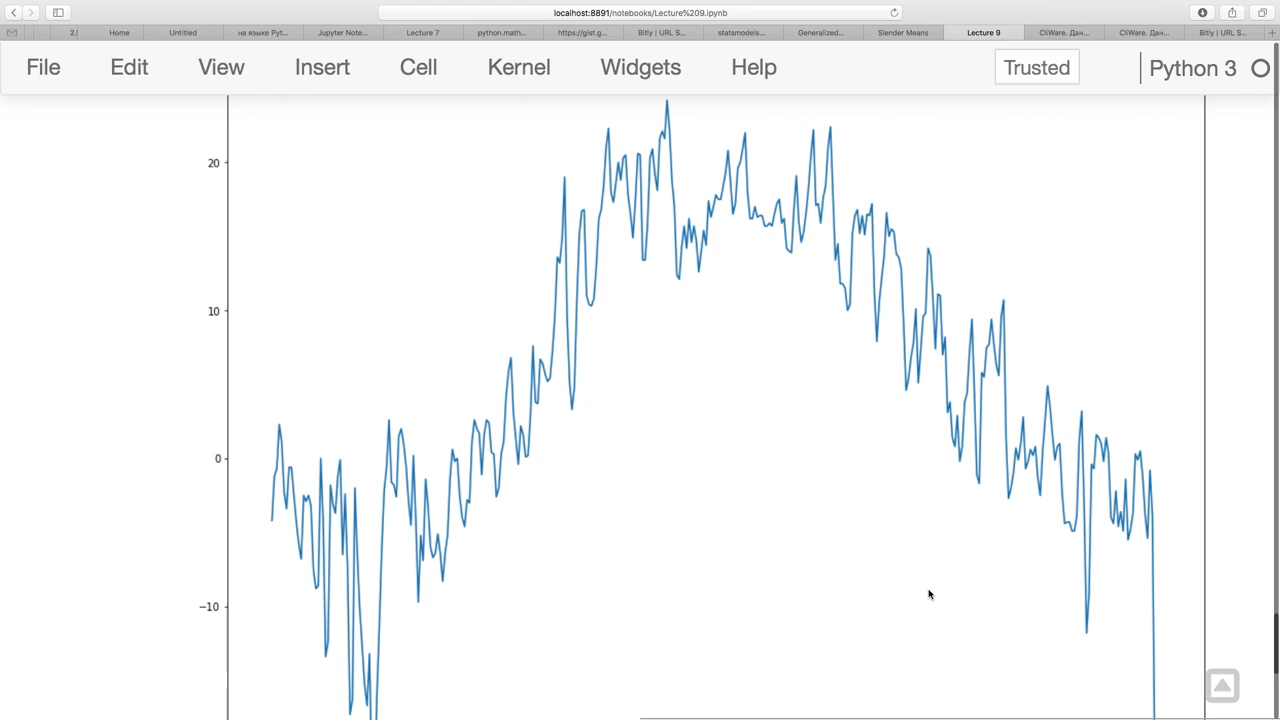 localhost:8891/notebooks/Lecture%209.ipynb
2.! Home Untitled на языке Pyt... Jupyter Note... Lecture 7 python.math... https://gist.g... Bitly | URL S... statsmodels... Generalized... Slender Means Lecture 9 CliWare. Дан... CliWare. Дан... Bitly | URL S...
File Edit View Insert Cell Kernel Widgets Help Trusted Python 3
20
10
0
−10